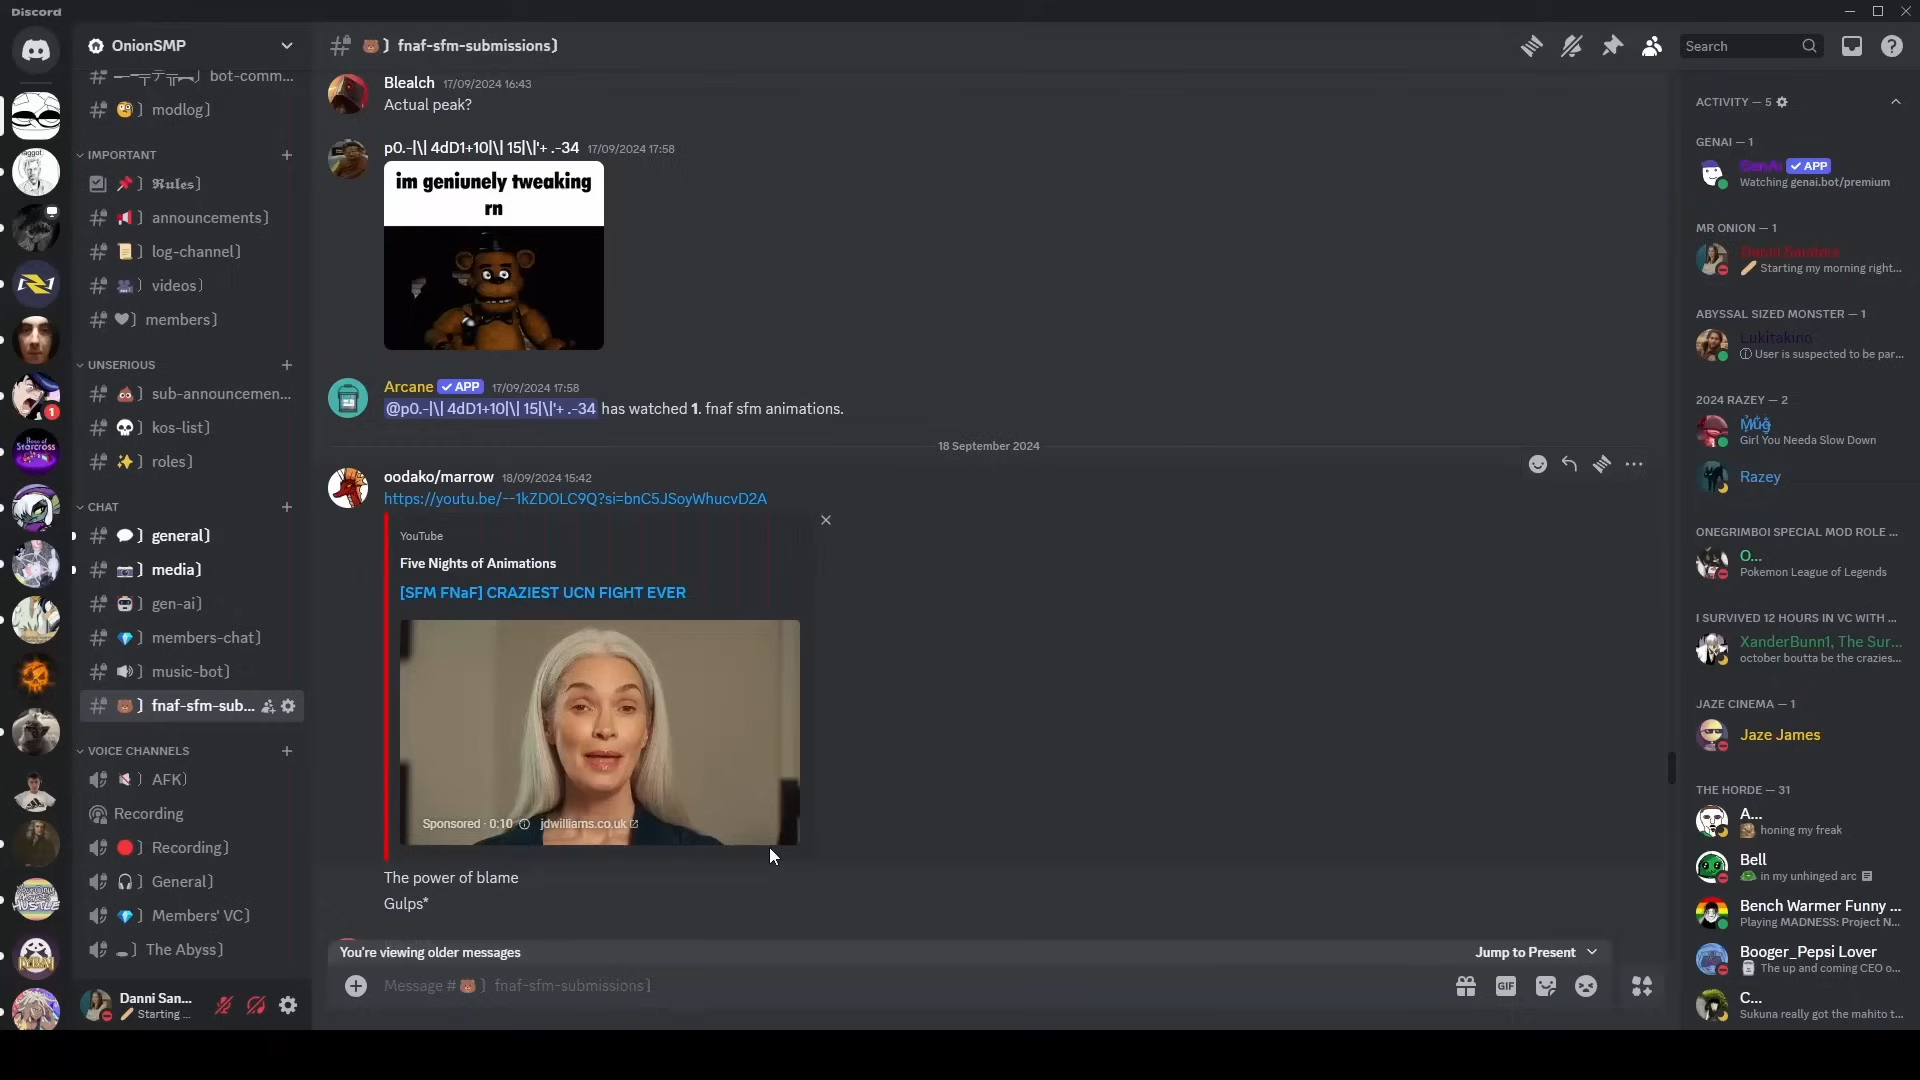 Discord
OnionSMP
bot-comm...
modlog
IMPORTANT
Rules
announcements
log-channel
videos
members
UNSERIOUS
sub-announcemen...
kos-list
roles
CHAT
general
media
gen-ai
members-chat
music-bot
fnaf-sfm-sub...
VOICE CHANNELS
AFK
Recording
Recording
General
Members' VC
The Abyss
Danni San...
Starting ...
fnaf-sfm-submissions
Search
Blealch 17/09/2024 16:43
Actual peak?
p0.-|\| 4dD1+10|\| 15|\|'+ .-34 17/09/2024 17:58
im geniunely tweaking
rn
Arcane APP 17/09/2024 17:58
@p0.-|\| 4dD1+10|\| 15|\|'+ .-34 has watched 1. fnaf sfm animations.
18 September 2024
oodako/marrow 18/09/2024 15:42
https://youtu.be/--1kZDOLC9Q?si=bnC5JSoyWhucvD2A
YouTube
Five Nights of Animations
[SFM FNaF] CRAZIEST UCN FIGHT EVER
Sponsored · 0:10 jdwilliams.co.uk
The power of blame
Gulps*
You're viewing older messages
Jump to Present
Message # fnaf-sfm-submissions
GIF
ACTIVITY — 5
GENAI — 1
GenAI APP
Watching genai.bot/premium
MR ONION — 1
Danni Sanders
Starting my morning right...
ABYSSAL SIZED MONSTER — 1
Lukitakino
User is suspected to be par...
2024 RAZEY — 2
Girl You Needa Slow Down
Razey
ONEGRIMBOI SPECIAL MOD ROLE ...
O...
Pokemon League of Legends
I SURVIVED 12 HOURS IN VC WITH ...
XanderBunn1, The Sur...
october boutta be the crazies...
JAZE CINEMA — 1
Jaze James
THE HORDE — 31
A...
honing my freak
Bell
in my unhinged arc
Bench Warmer Funny ...
Playing MADNESS: Project N...
Booger_Pepsi Lover
The up and coming CEO o...
C...
Sukuna really got the mahito t...